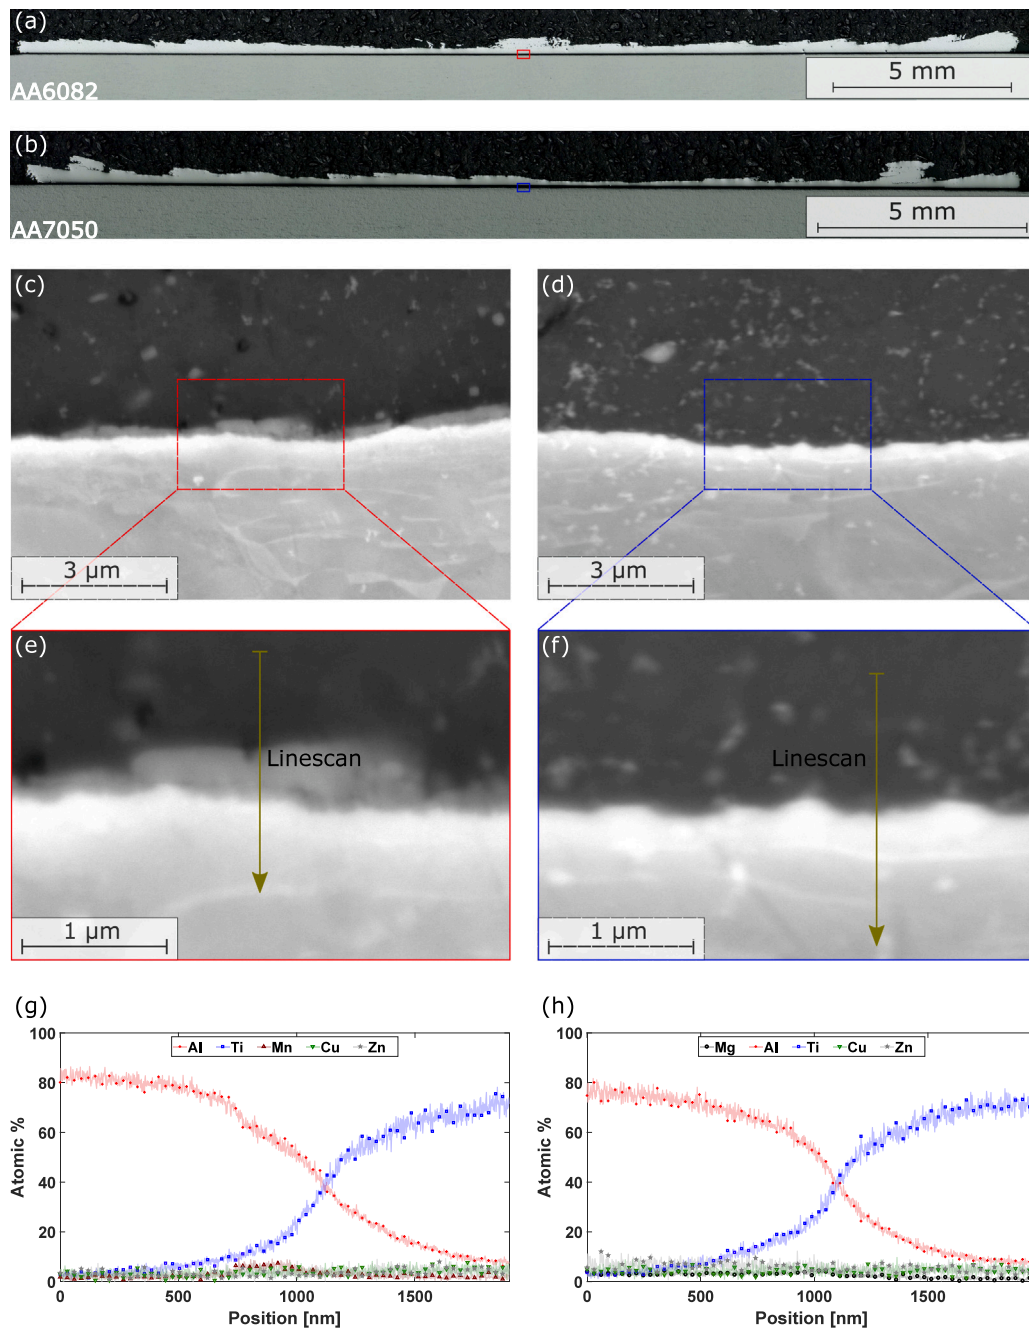 (a)
AA6082
5 mm
(b)
AA7050
5 mm
(c)
3 µm
(d)
3 µm
(e)
Linescan
1 µm
(f)
Linescan
1 µm
(g)
100
80
60
40
20
0
Atomic %
Al Ti Mn Cu Zn
0 500 1000 1500
Position [nm]
(h)
100
80
60
40
20
0
Atomic %
Mg Al Ti Cu Zn
0 500 1000 1500
Position [nm]